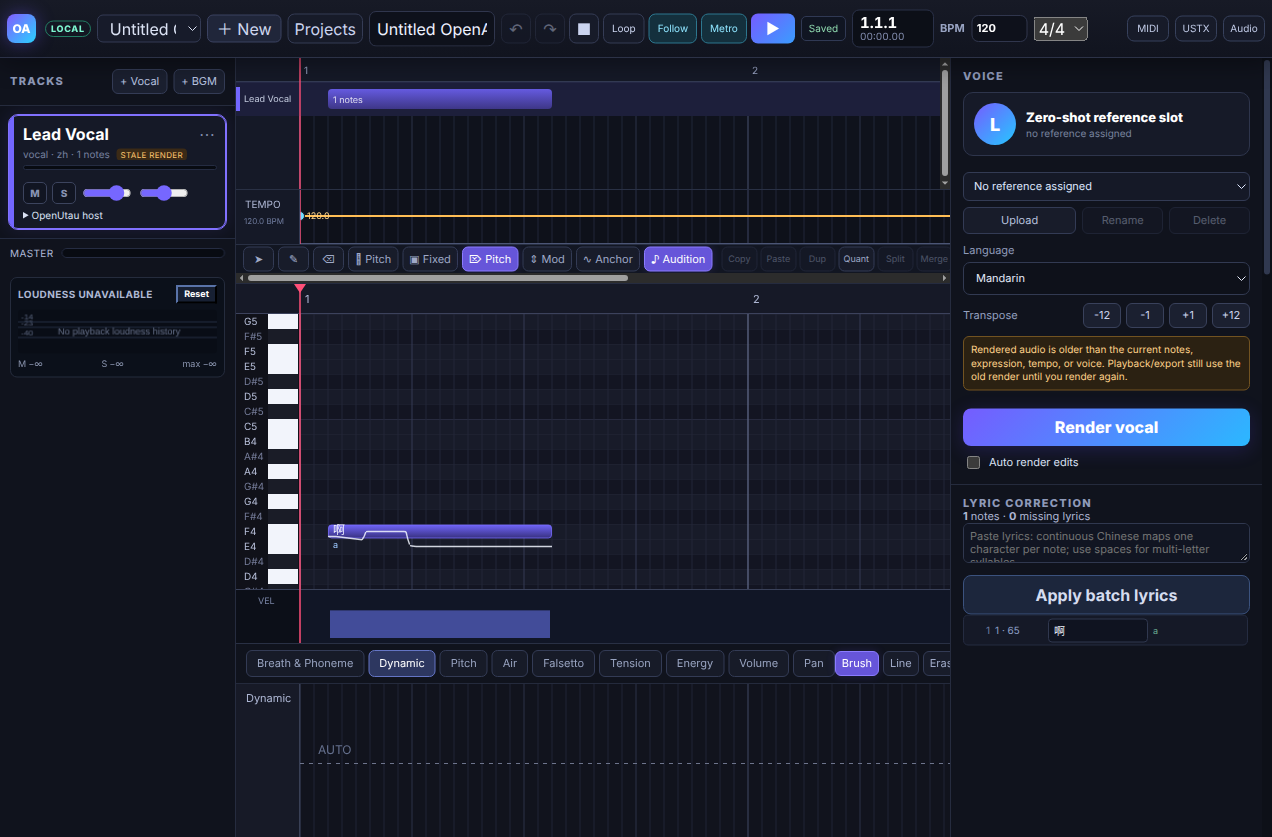 OA LOCAL Untitled ( + New Projects Untitled OpenA Loop Follow Metro Saved 1.1.1 00:00.00 BPM 120 4/4 MIDI USTX Audio
TRACKS + Vocal + BGM
Lead Vocal ...
vocal · zh · 1 notes STALE RENDER
M S
OpenUtau host
MASTER
LOUDNESS UNAVAILABLE Reset
-14
-23
-40
No playback loudness history
M −∞ S −∞ max −∞
1 2
Lead Vocal 1 notes
TEMPO
120.0 BPM
120.0
Pitch Fixed Pitch Mod Anchor Audition Copy Paste Dup Quant Split Merge
1 2
G5
F#5
F5
E5
D#5
D5
C#5
C5
B4
A#4
A4
G#4
G4
F#4
F4 啊
E4 a
D#4
D4
VEL
Breath & Phoneme Dynamic Pitch Air Falsetto Tension Energy Volume Pan Brush Line Eras
Dynamic
AUTO
VOICE
L
Zero-shot reference slot
no reference assigned
No reference assigned
Upload Rename Delete
Language
Mandarin
Transpose -12 -1 +1 +12
Rendered audio is older than the current notes,
expression, tempo, or voice. Playback/export still use the
old render until you render again.
Render vocal
Auto render edits
LYRIC CORRECTION
1 notes · 0 missing lyrics
Paste lyrics: continuous Chinese maps one
character per note; use spaces for multi-letter
syllables
Apply batch lyrics
1 1 · 65 啊 a